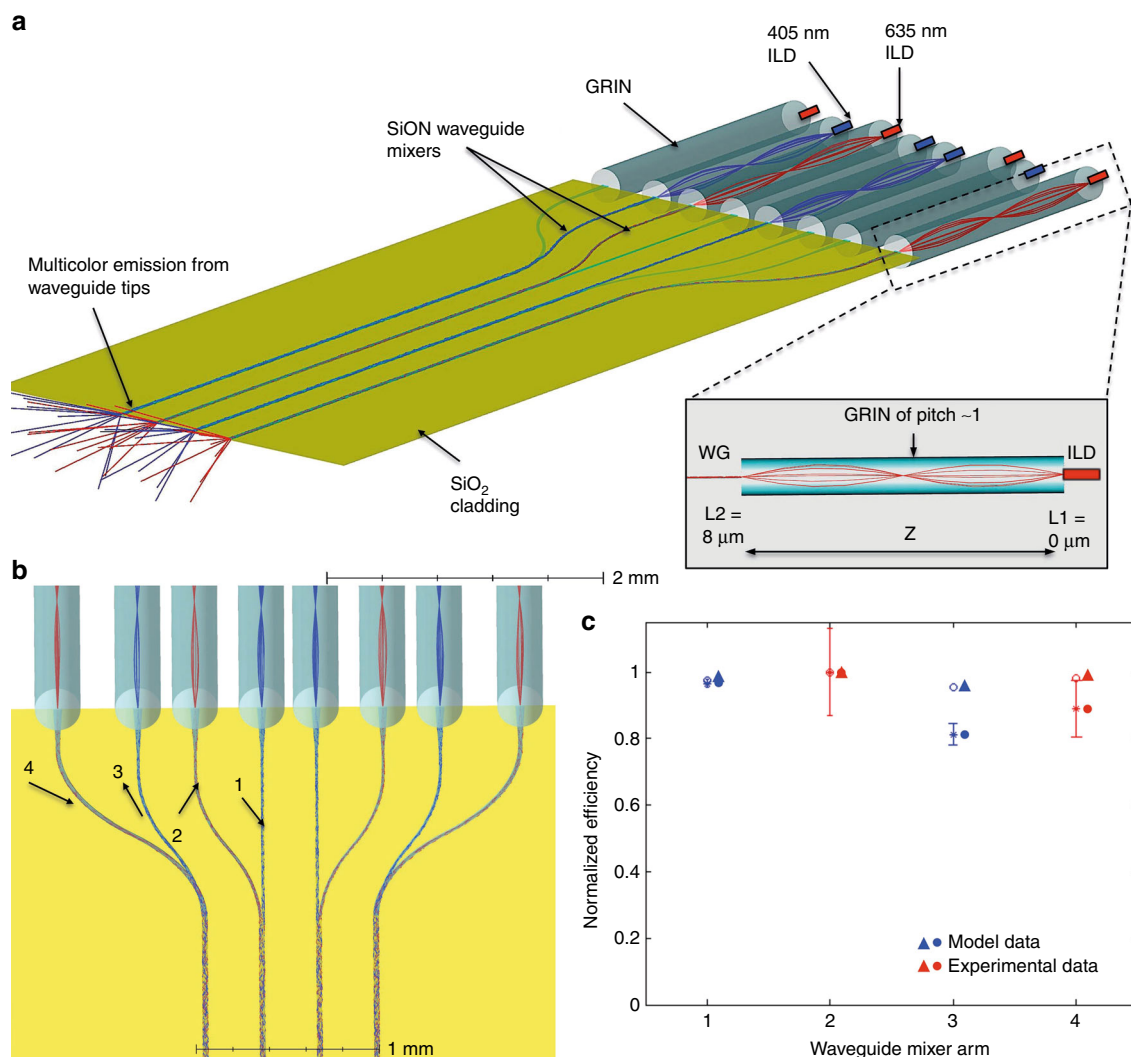 a
405 nm
ILD
635 nm
ILD
GRIN
SiON waveguide
mixers
Multicolor emission from
waveguide tips
SiO2
cladding
GRIN of pitch ~1
WG
ILD
L2 =
8 μm
L1 =
0 μm
Z
b
2 mm
4
3
2
1
1 mm
c
Normalized efficiency
1
0.8
0.6
0.4
0.2
0
Model data
Experimental data
1
2
3
4
Waveguide mixer arm